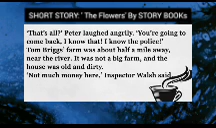 SHORT STORY: ' The Flowers' By STORY BOOKs
'That's all?' Peter laughed angrily. 'You're going to
come back, I know that! I know the police!'
Tom Briggs' farm was about half a mile away,
near the river. It was not a big farm, and the
house was old and dirty.
'Not much money here,' Inspector Walsh said